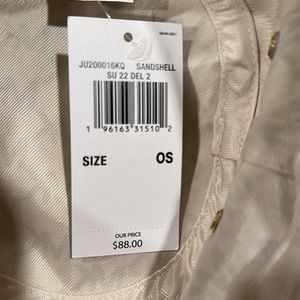 JU200016KQ SANDSHELL
SU 22 DEL 2
1 96163 31510 2
SIZE OS
OUR PRICE
$88.00